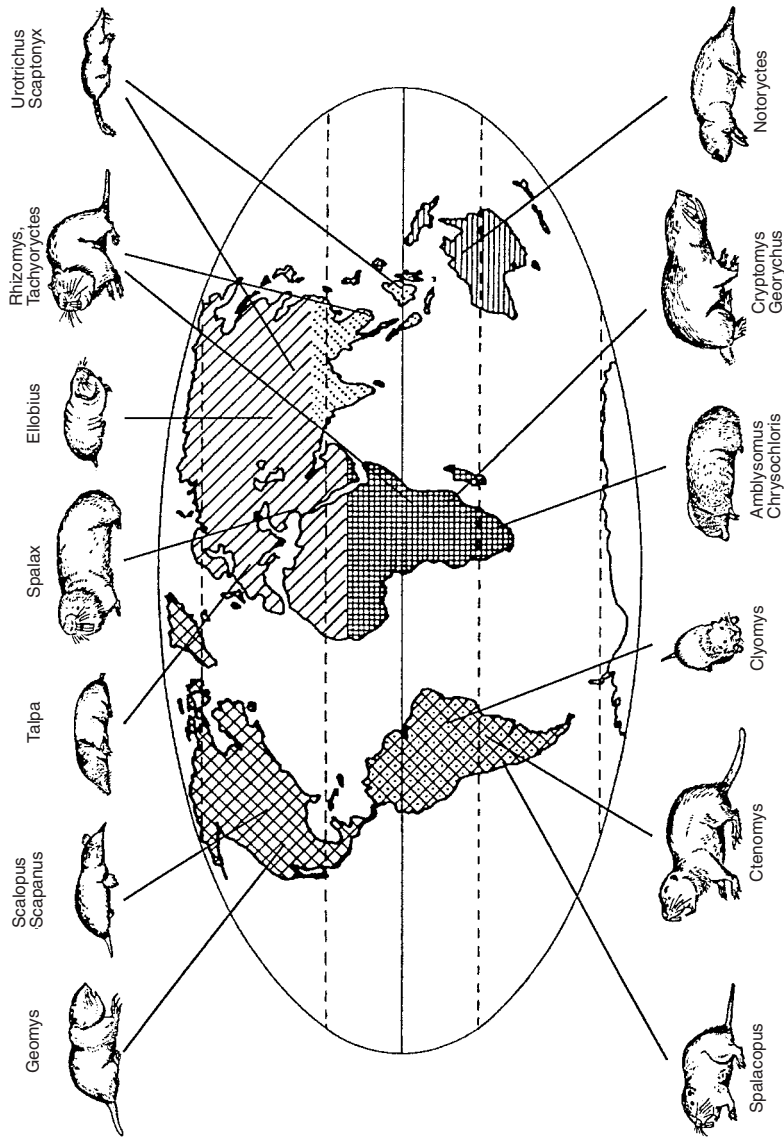 Geomys
Scalopus
Scapanus
Talpa
Spalax
Ellobius
Rhizomys,
Tachyoryctes
Urotrichus
Scaptonyx
Spalacopus
Ctenomys
Clyomys
Amblysomus
Chrysochloris
Cryptomys
Georychus
Notoryctes